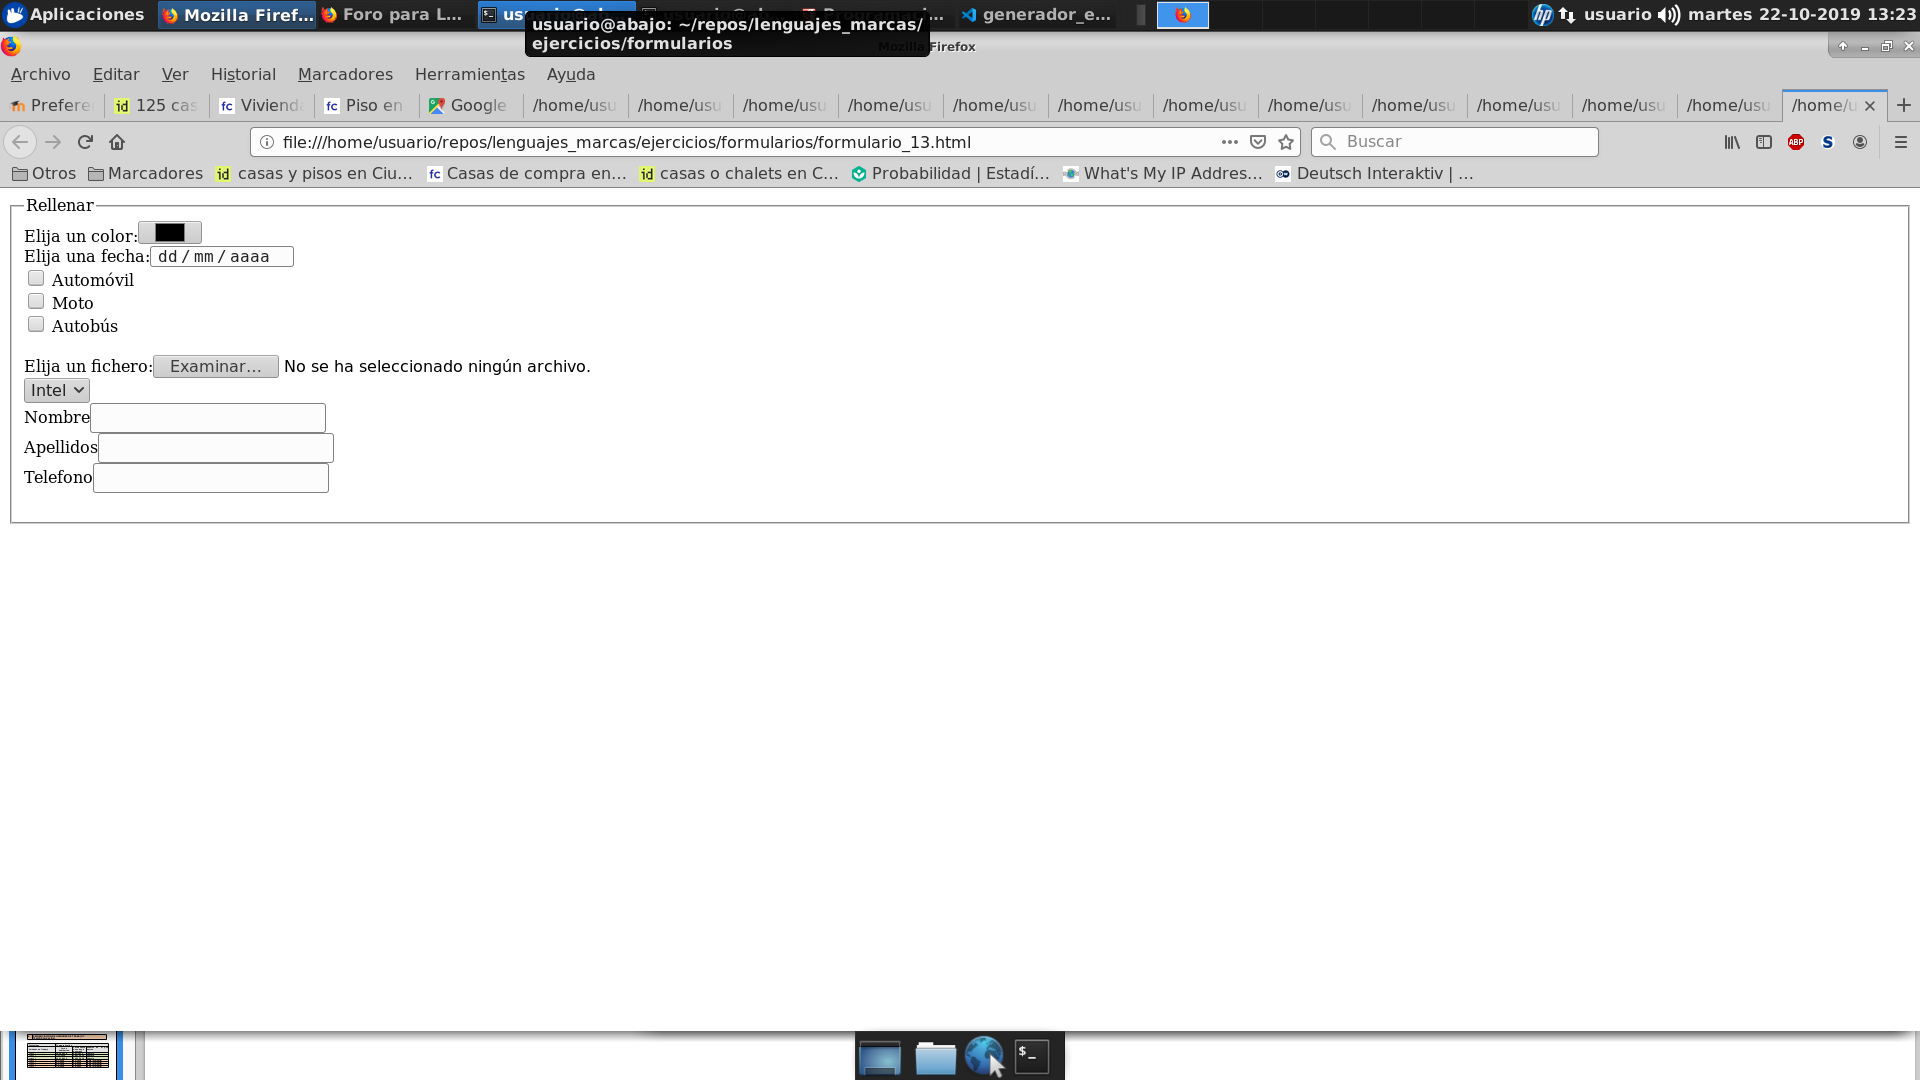 Aplicaciones
Mozilla Firef...
Foro para L...
generador_e...
usuario
martes 22-10-2019 13:23
usuario@abajo: ~/repos/lenguajes_marcas/
ejercicios/formularios
Archivo Editar Ver Historial Marcadores Herramientas Ayuda
Prefere 125 cas Viviend Piso en Google /home/usu /home/usu /home/usu /home/usu /home/usu /home/usu /home/usu /home/usu /home/usu /home/usu /home/usu /home/usu /home/u
file:///home/usuario/repos/lenguajes_marcas/ejercicios/formularios/formulario_13.html
Buscar
Otros Marcadores casas y pisos en Ciu... Casas de compra en... casas o chalets en C... Probabilidad | Estadí... What's My IP Addres... Deutsch Interaktiv | ...
Rellenar
Elija un color:
Elija una fecha: dd / mm / aaaa
Automóvil
Moto
Autobús
Elija un fichero: Examinar... No se ha seleccionado ningún archivo.
Intel
Nombre
Apellidos
Telefono